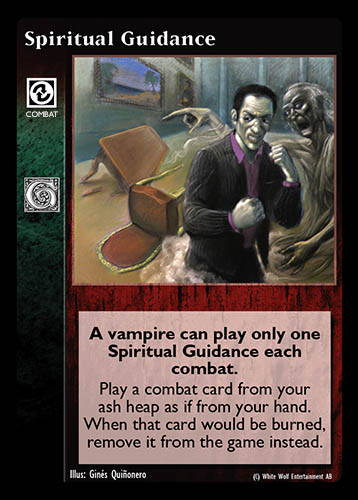 Spiritual Guidance
COMBAT
A vampire can play only one
Spiritual Guidance each
combat.
Play a combat card from your
ash heap as if from your hand.
When that card would be burned,
remove it from the game instead.
Illus: Ginés Quiñonero
(C) White Wolf Entertainment AB